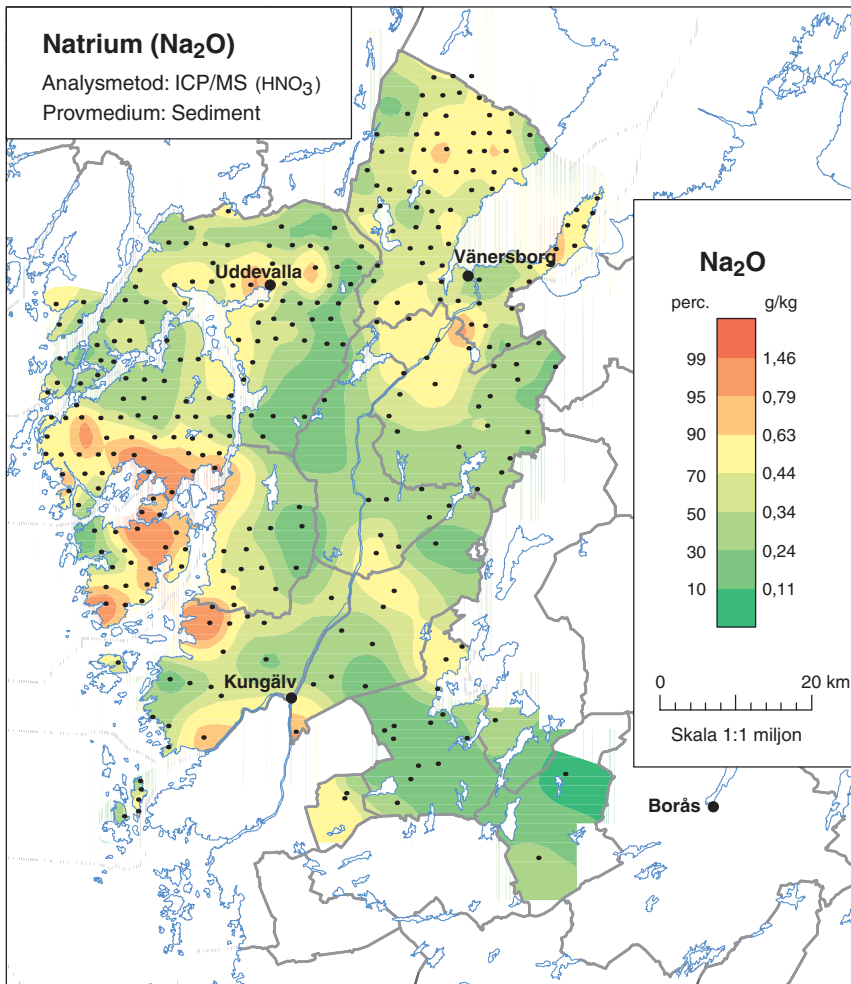 Natrium (Na₂O)
Analysmetod: ICP/MS (HNO₃)
Provmedium: Sediment
Vänersborg
Uddevalla
Kungälv
Borås
Na₂O
perc. g/kg
99 1,46
95 0,79
90 0,63
70 0,44
50 0,34
30 0,24
10 0,11
0 20 km
Skala 1:1 miljon